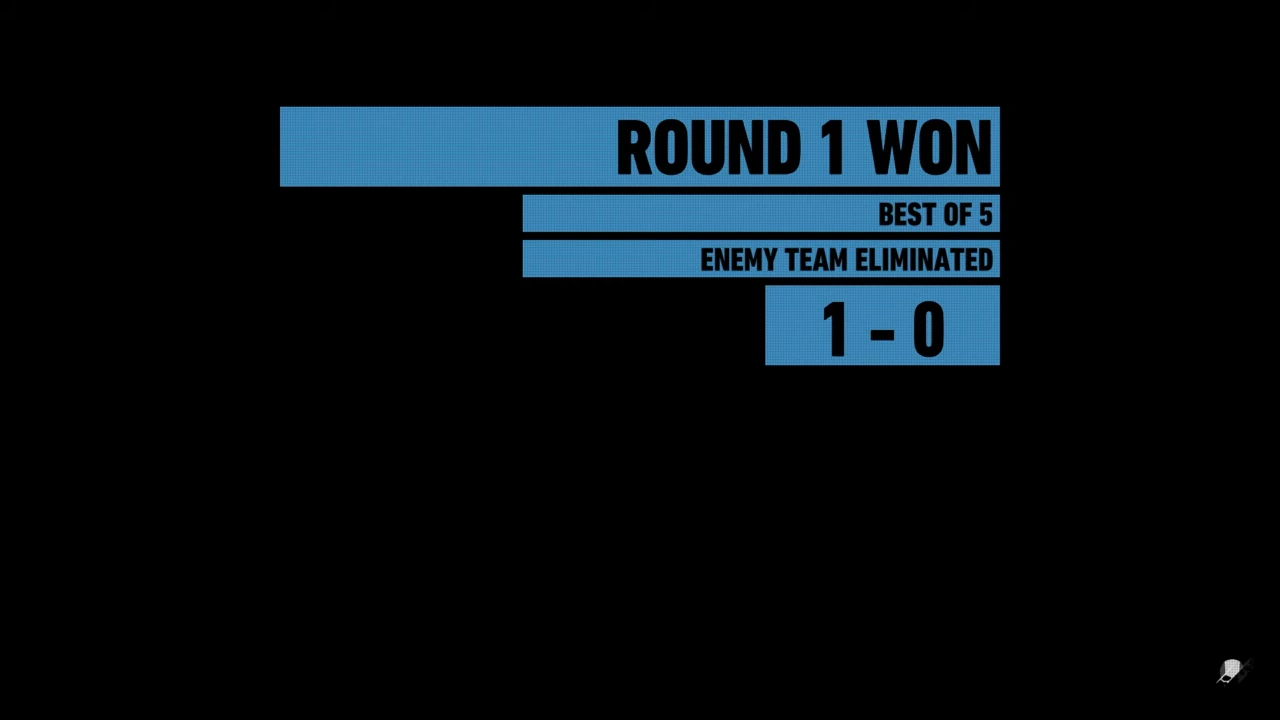 ROUND 1 WON
BEST OF 5
ENEMY TEAM ELIMINATED
1 - 0